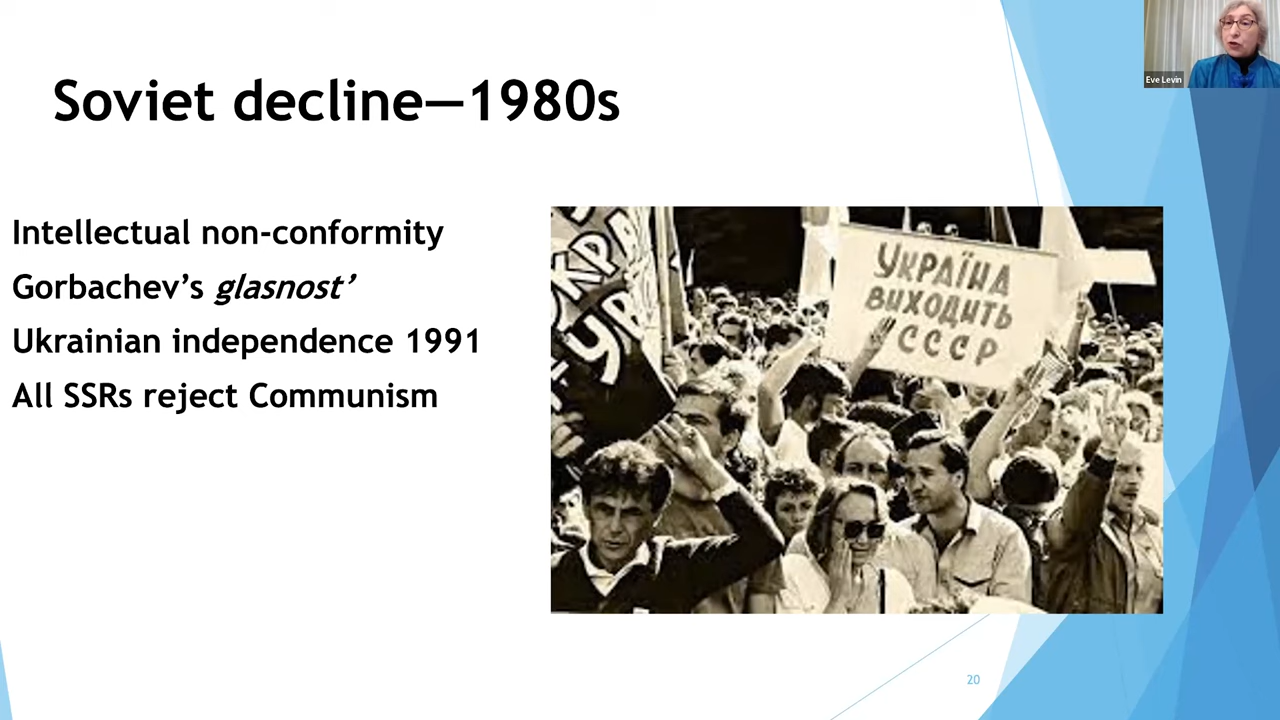 Soviet decline—1980s
Eve Levin
Intellectual non-conformity
Gorbachev's glasnost'
Ukrainian independence 1991
All SSRs reject Communism
УКРАЇНА
ВИХОДИТЬ
СССР
20